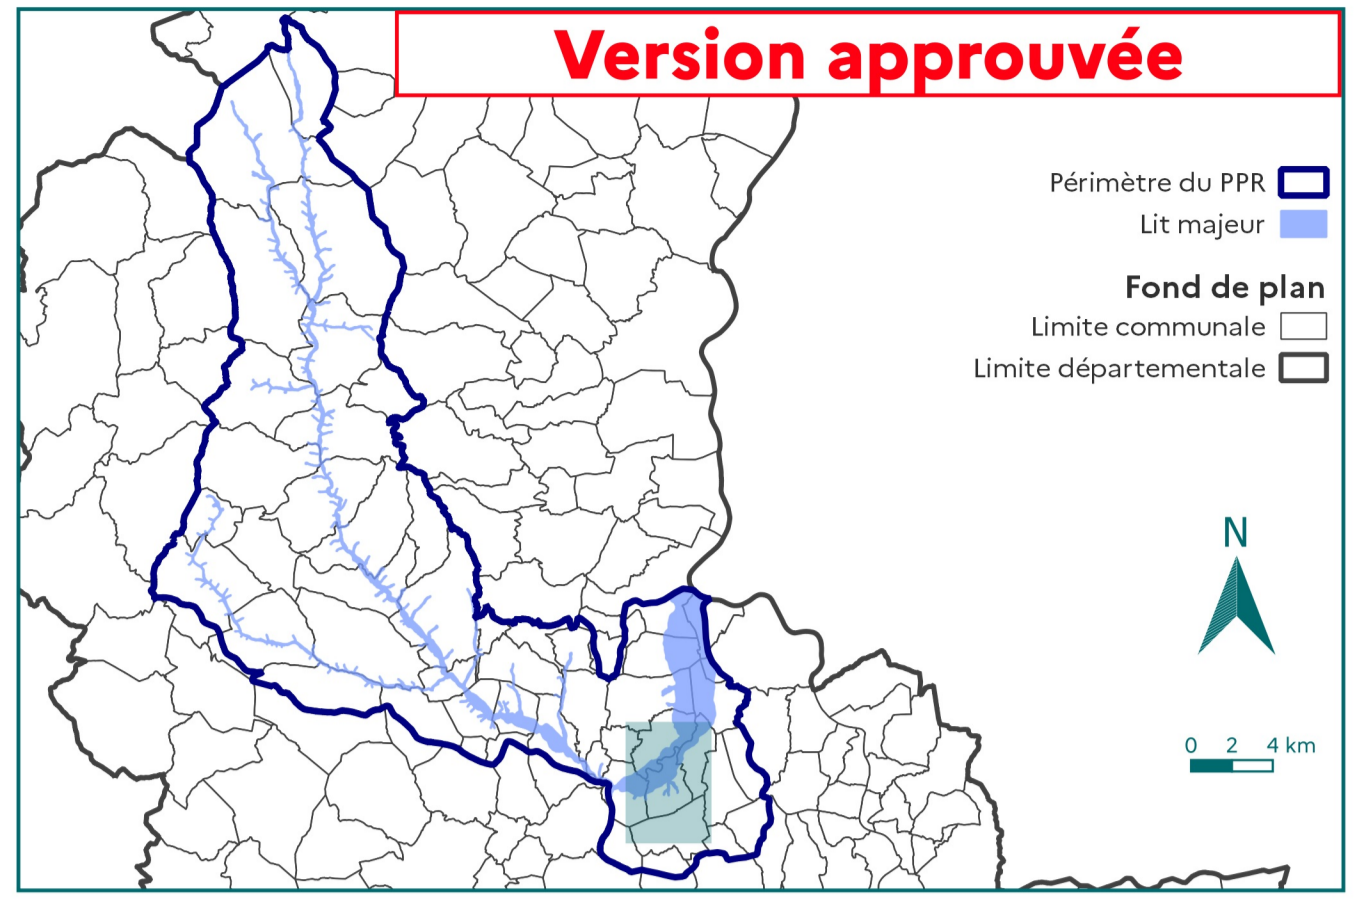 Version approuvée
Périmètre du PPR
Lit majeur
Fond de plan
Limite communale
Limite départementale
N
0 2 4 km